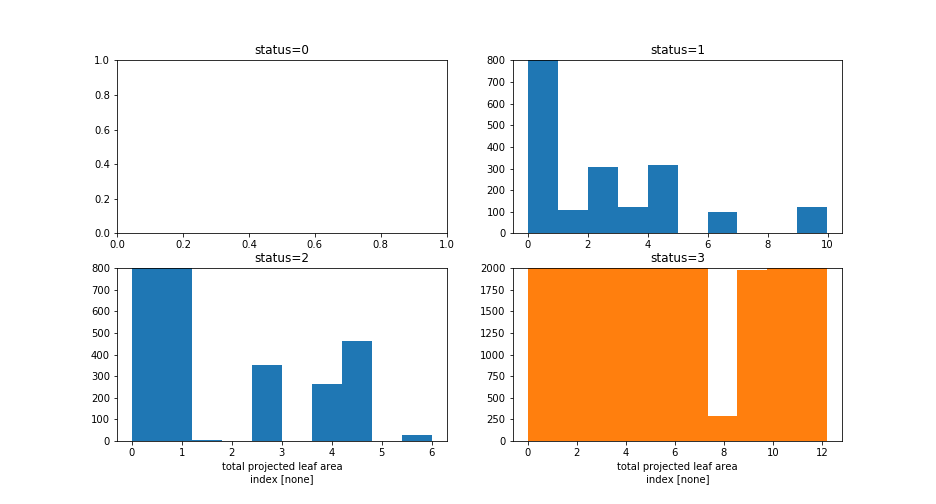 status=0
1.0
0.8
0.6
0.4
0.2
0.0
0.0 0.2 0.4 0.6 0.8 1.0
status=1
800
700
600
500
400
300
200
100
0
0 2 4 6 8 10
status=2
800
700
600
500
400
300
200
100
0
0 1 2 3 4 5 6
total projected leaf area
index [none]
status=3
2000
1750
1500
1250
1000
750
500
250
0
0 2 4 6 8 10 12
total projected leaf area
index [none]